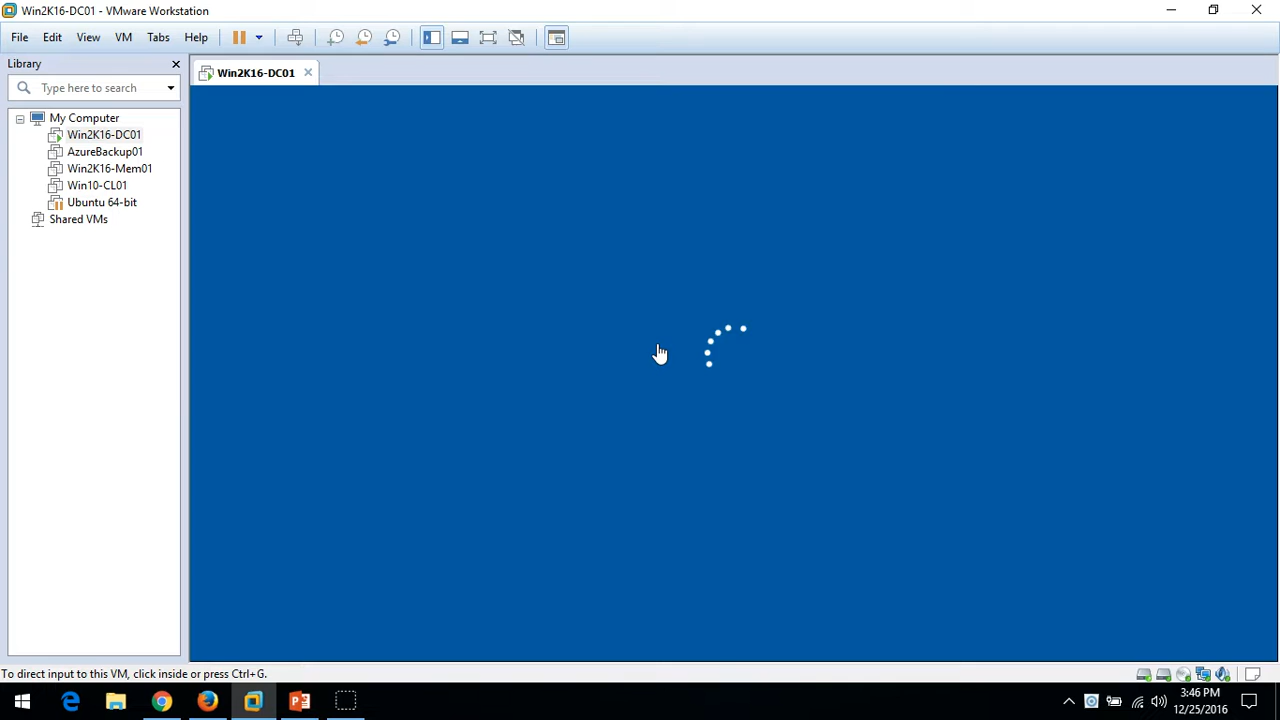 Win2K16-DC01 - VMware Workstation
File Edit View VM Tabs Help
Library
Win2K16-DC01
Type here to search
My Computer
Win2K16-DC01
AzureBackup01
Win2K16-Mem01
Win10-CL01
Ubuntu 64-bit
Shared VMs
To direct input to this VM, click inside or press Ctrl+G.
3:46 PM
12/25/2016